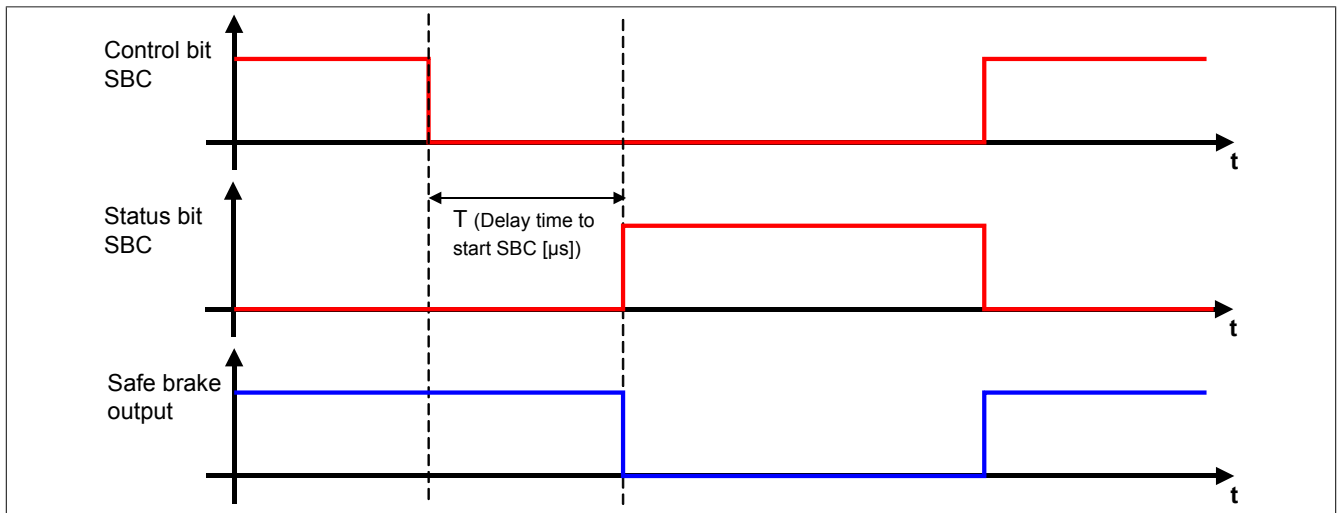 Control bit
SBC
t
Status bit
SBC
T (Delay time to
start SBC [µs])
t
Safe brake
output
t